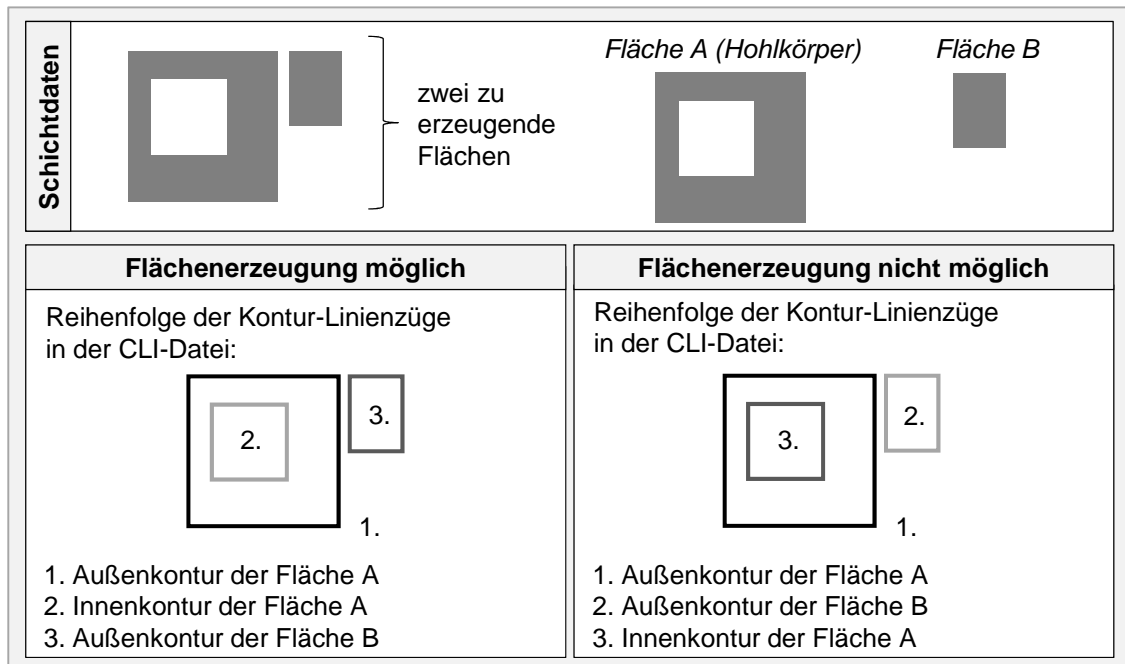 Schichtdaten
zwei zu
erzeugende
Flächen
Fläche A (Hohlkörper)
Fläche B
Flächenerzeugung möglich
Reihenfolge der Kontur-Linienzüge
in der CLI-Datei:
2.
3.
1.
1. Außenkontur der Fläche A
2. Innenkontur der Fläche A
3. Außenkontur der Fläche B
Flächenerzeugung nicht möglich
Reihenfolge der Kontur-Linienzüge
in der CLI-Datei:
3.
2.
1.
1. Außenkontur der Fläche A
2. Außenkontur der Fläche B
3. Innenkontur der Fläche A